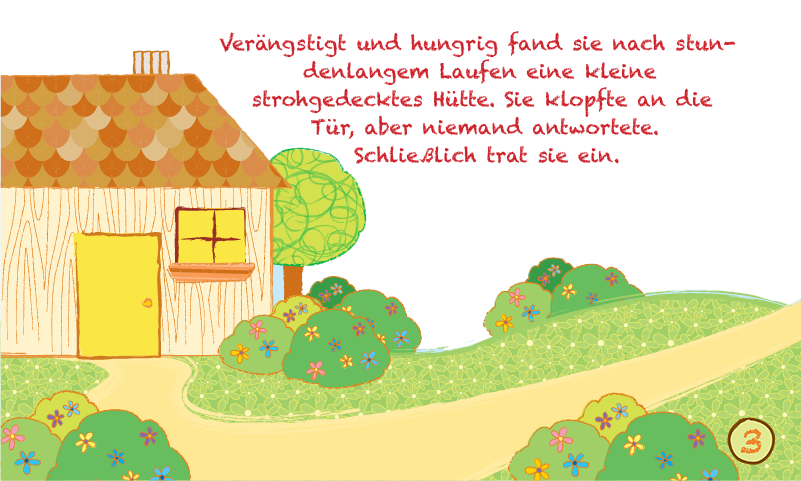 Verängstigt und hungrig fand sie nach stun-
denlangem Laufen eine kleine
strohgedecktes Hütte. Sie klopfte an die
Tür, aber niemand antwortete.
Schließlich trat sie ein.
3